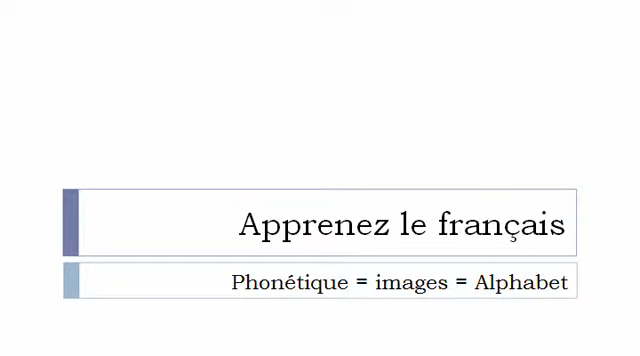 Apprenez le français
Phonétique = images = Alphabet